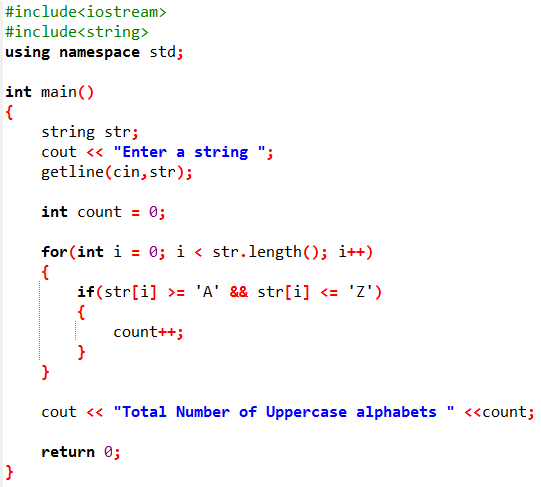 #include<iostream>
#include<string>
using namespace std;
int main()
{
string str;
cout << "Enter a string ";
getline(cin,str);
int count = 0;
for(int i = 0; i < str.length(); i++)
{
if(str[i] >= 'A' && str[i] <= 'Z')
{
count++;
}
}
cout << "Total Number of Uppercase alphabets " <<count;
return 0;
}